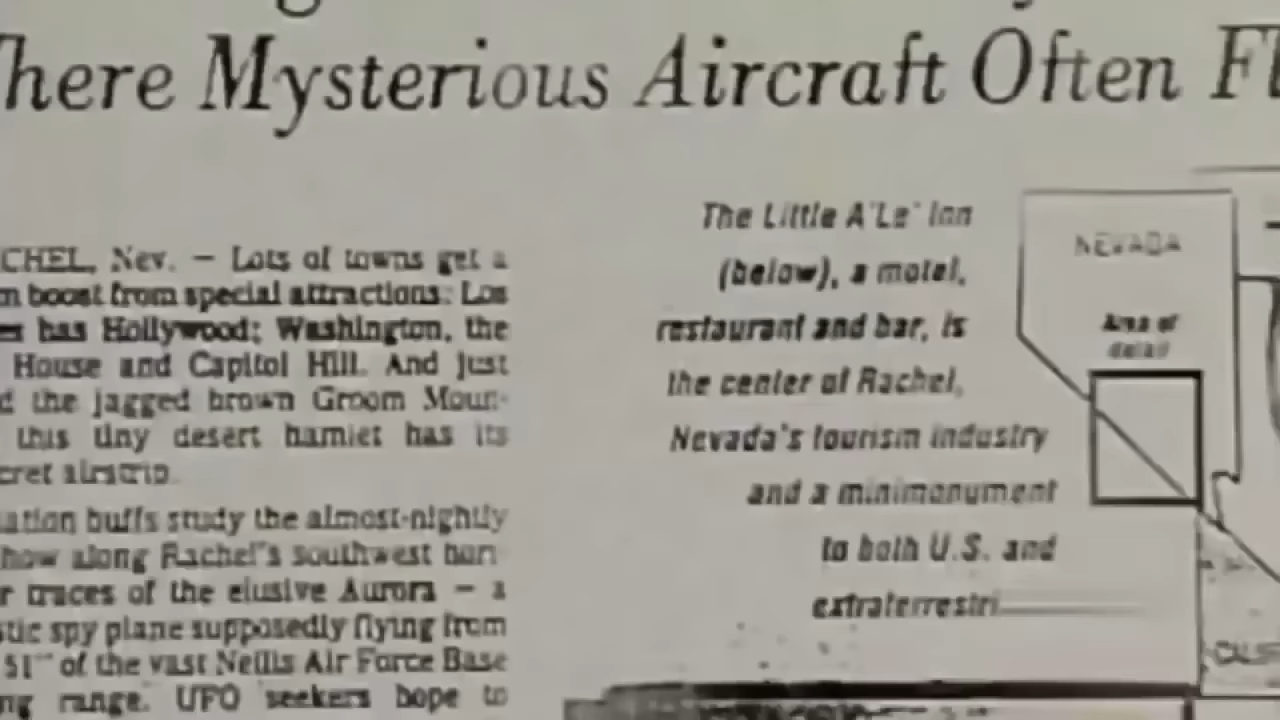 here Mysterious Aircraft Often Fl
CHEL, Nev. — Lots of towns get a
m boost from special attractions: Los
es has Hollywood; Washington, the
House and Capitol Hill. And just
d the jagged brown Groom Moun-
this tiny desert hamlet has its
cret airstrip.
ation buffs study the almost-nightly
how along Rachel's southwest hori-
r traces of the elusive Aurora — a
stic spy plane supposedly flying from
51" of the vast Nellis Air Force Base
ng range. UFO seekers hope to
The Little A'Le' Inn
(below), a motel,
restaurant and bar, is
the center of Rachel,
Nevada's tourism industry
and a minimonument
to both U.S. and
extraterrestri
NEVADA
Area of
detail
CALIF